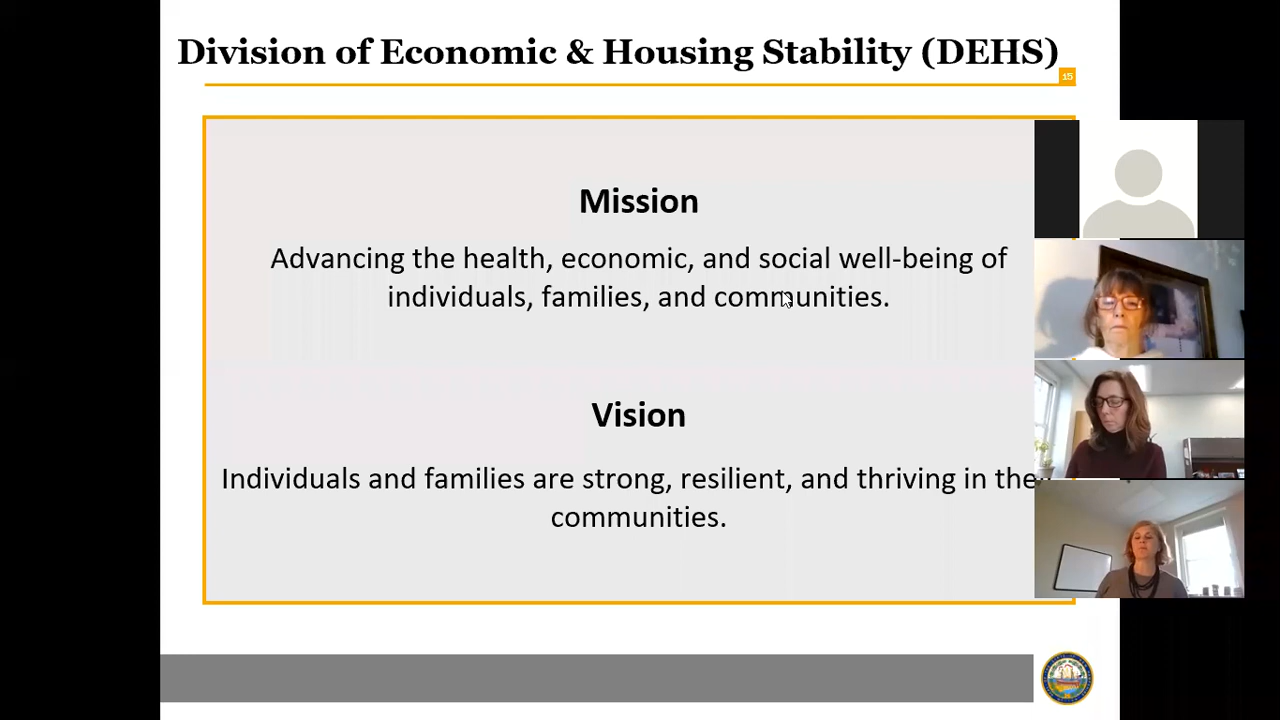 Division of Economic & Housing Stability (DEHS)
15
Mission
Advancing the health, economic, and social well-being of
individuals, families, and communities.
Vision
Individuals and families are strong, resilient, and thriving in
communities.